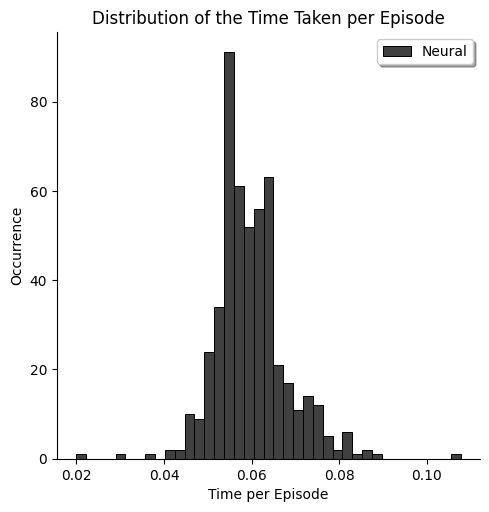 Distribution of the Time Taken per Episode
Neural
80
60
40
20
0
Occurrence
0.02 0.04 0.06 0.08 0.10
Time per Episode